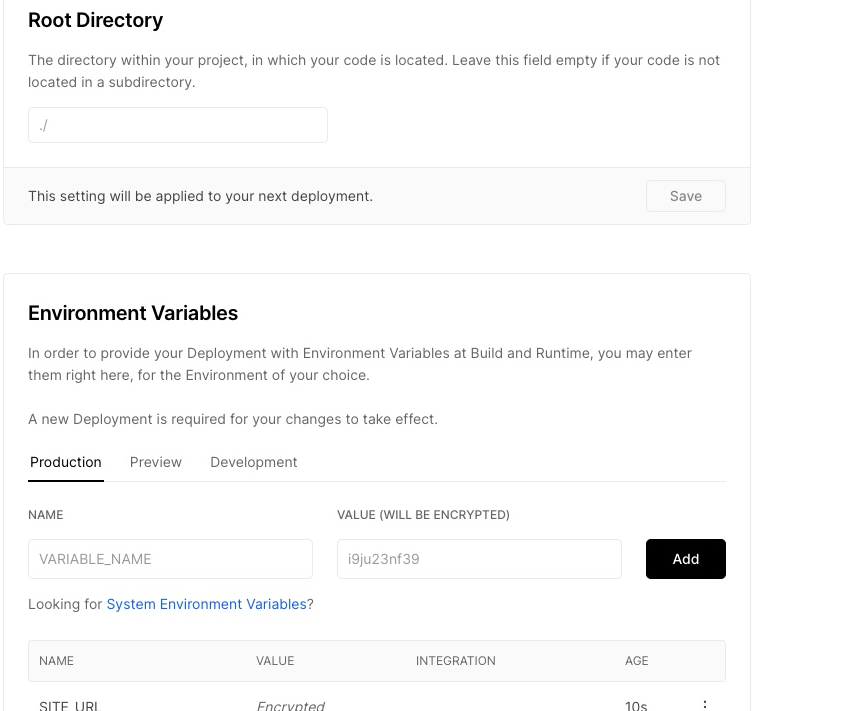 Root Directory
The directory within your project, in which your code is located. Leave this field empty if your code is not
located in a subdirectory.
./
This setting will be applied to your next deployment.
Save
Environment Variables
In order to provide your Deployment with Environment Variables at Build and Runtime, you may enter
them right here, for the Environment of your choice.
A new Deployment is required for your changes to take effect.
Production Preview Development
NAME VALUE (WILL BE ENCRYPTED)
VARIABLE_NAME i9ju23nf39 Add
Looking for System Environment Variables?
NAME VALUE INTEGRATION AGE
SITE_URL Encrypted 10s